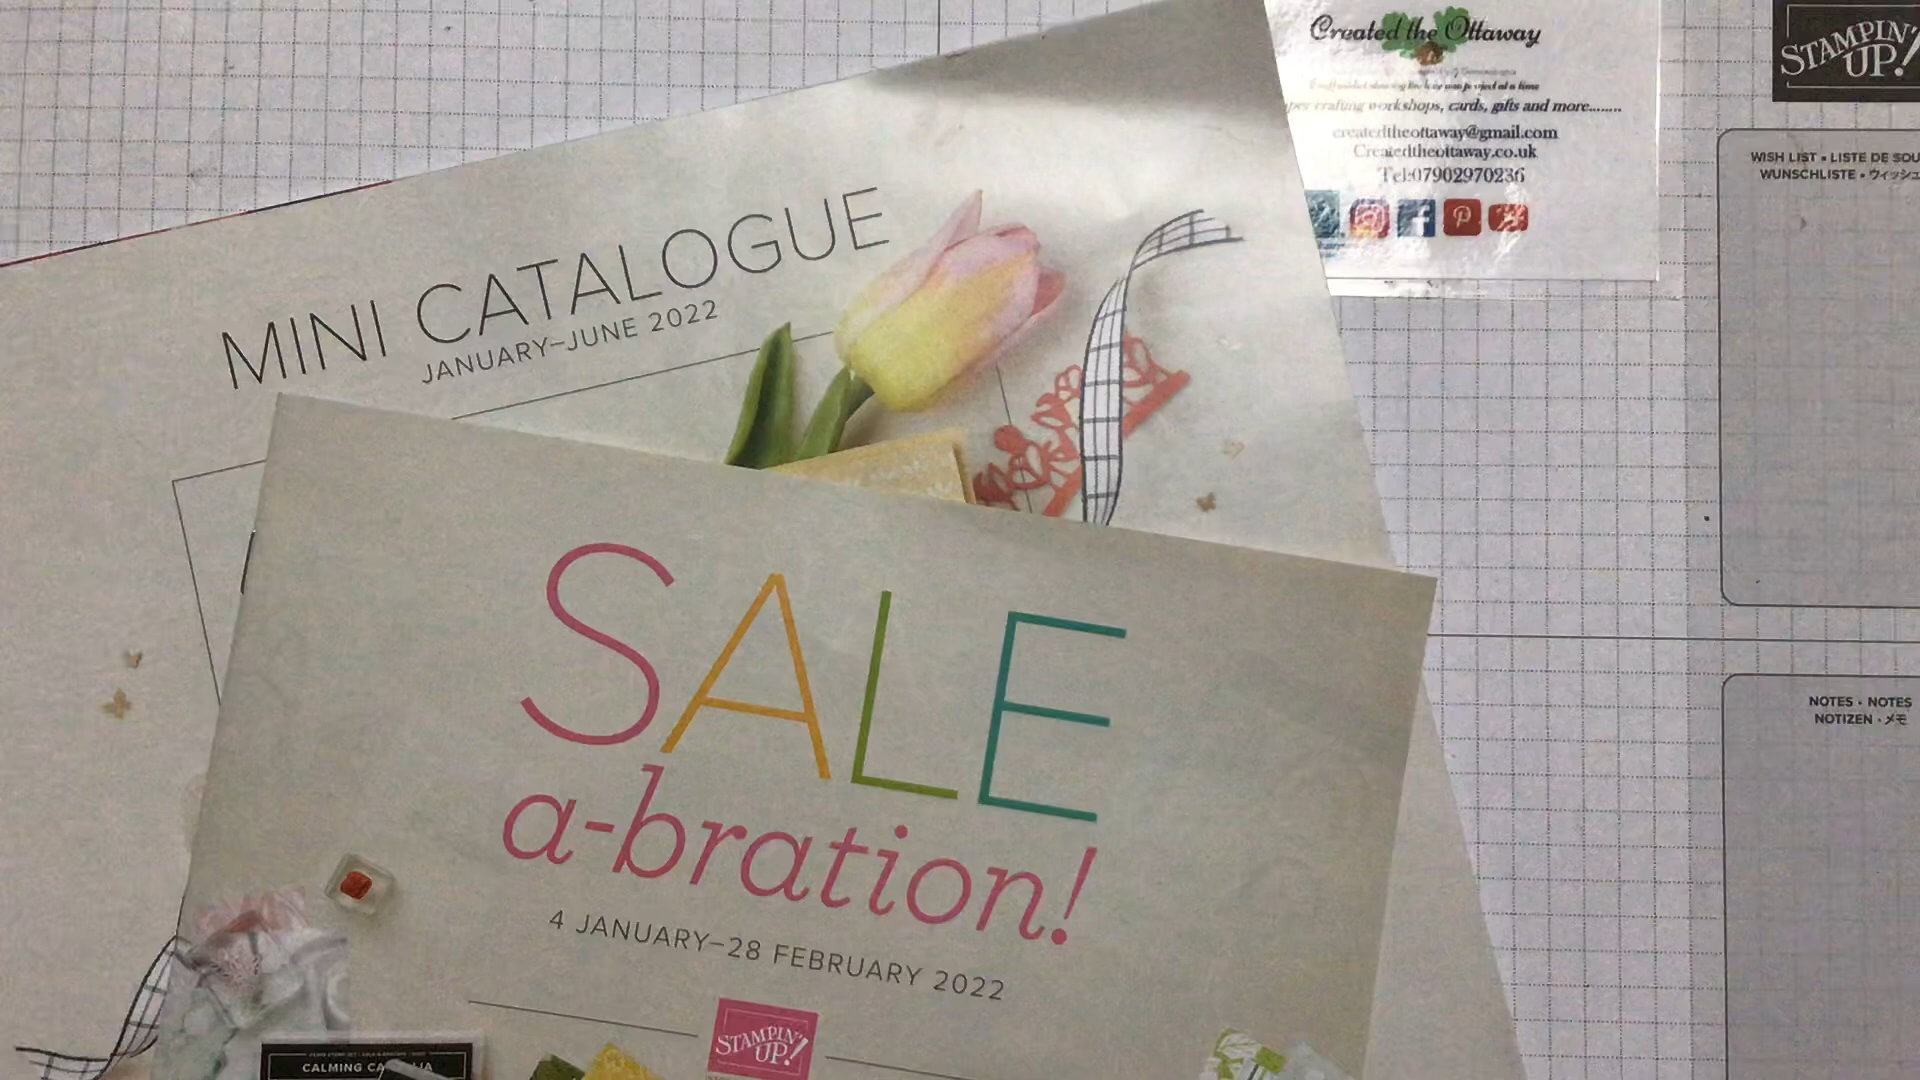 Created the Ottaway
paper crafting workshops, cards, gifts and more........
createdtheottaway@gmail.com
Createdtheottaway.co.uk
Tel:07902970236
STAMPIN' UP!
WISH LIST • LISTE DE SOU
WUNSCHLISTE • ウィッシュ
MINI CATALOGUE
JANUARY–JUNE 2022
SALE
a-bration!
4 JANUARY–28 FEBRUARY 2022
STAMPIN' UP!
NOTES • NOTES
NOTIZEN • メモ
CALMING